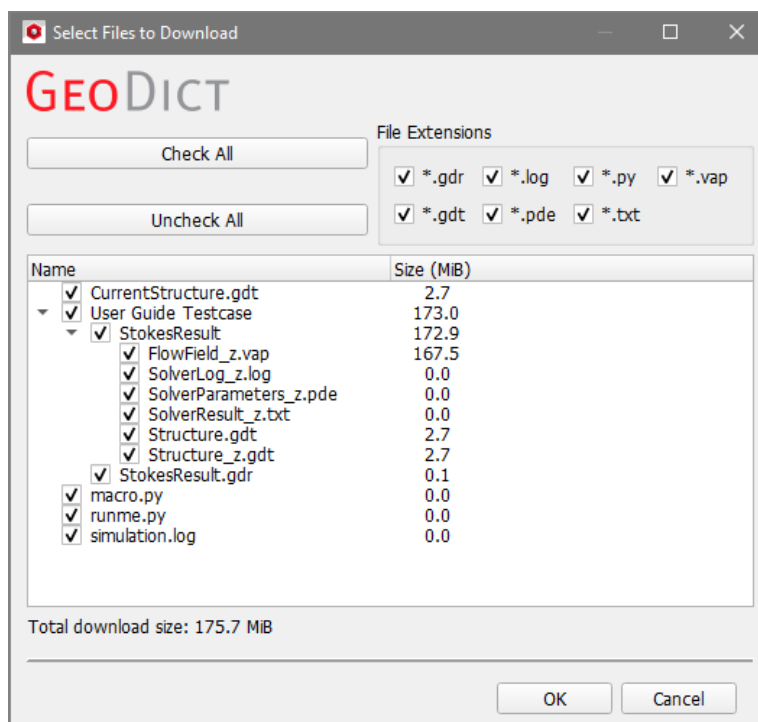 Select Files to Download
GEODICT
Check All
Uncheck All
File Extensions
*.gdr *.log *.py *.vap
*.gdt *.pde *.txt
Name Size (MiB)
CurrentStructure.gdt 2.7
User Guide Testcase 173.0
StokesResult 172.9
FlowField_z.vap 167.5
SolverLog_z.log 0.0
SolverParameters_z.pde 0.0
SolverResult_z.txt 0.0
Structure.gdt 2.7
Structure_z.gdt 2.7
StokesResult.gdr 0.1
macro.py 0.0
runme.py 0.0
simulation.log 0.0
Total download size: 175.7 MiB
OK Cancel